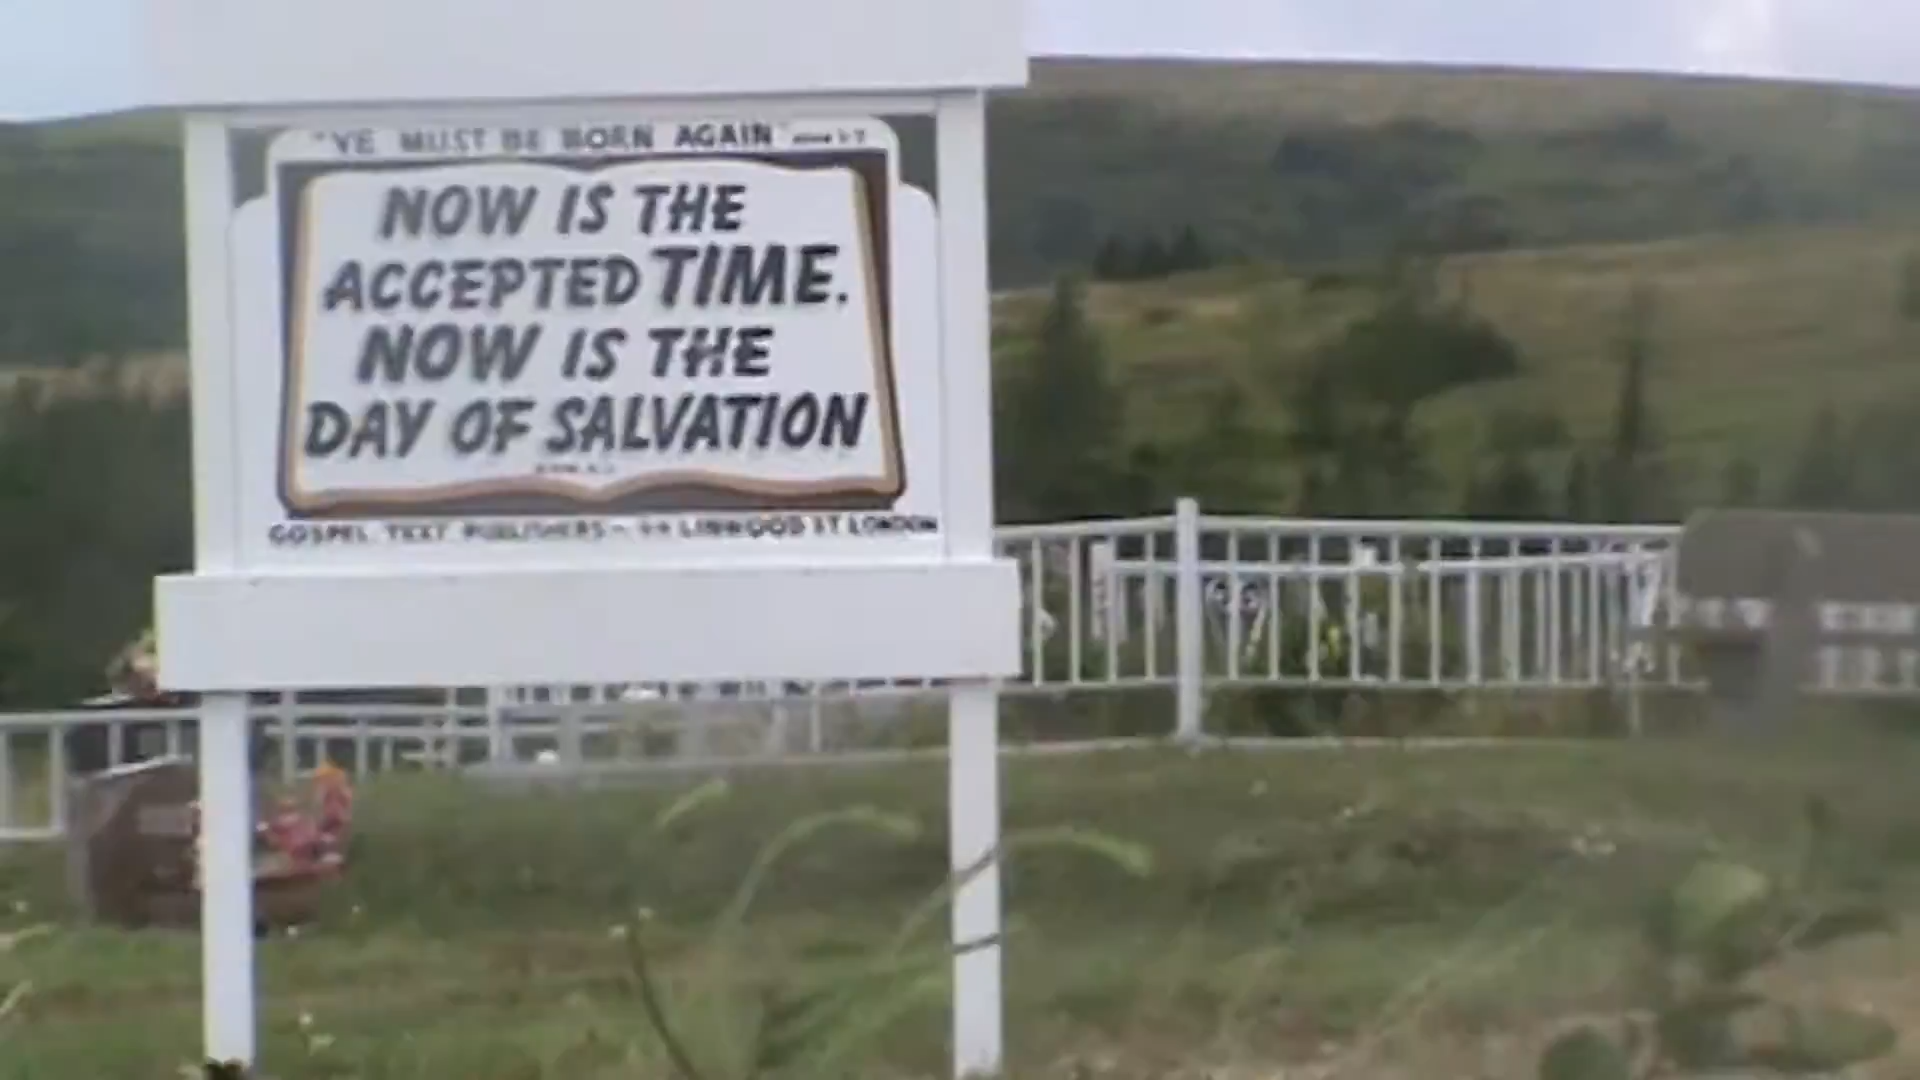 "YE MUST BE BORN AGAIN"
NOW IS THE
ACCEPTED TIME.
NOW IS THE
DAY OF SALVATION
GOSPEL TEXT PUBLISHERS - LINWOOD ST LONDON